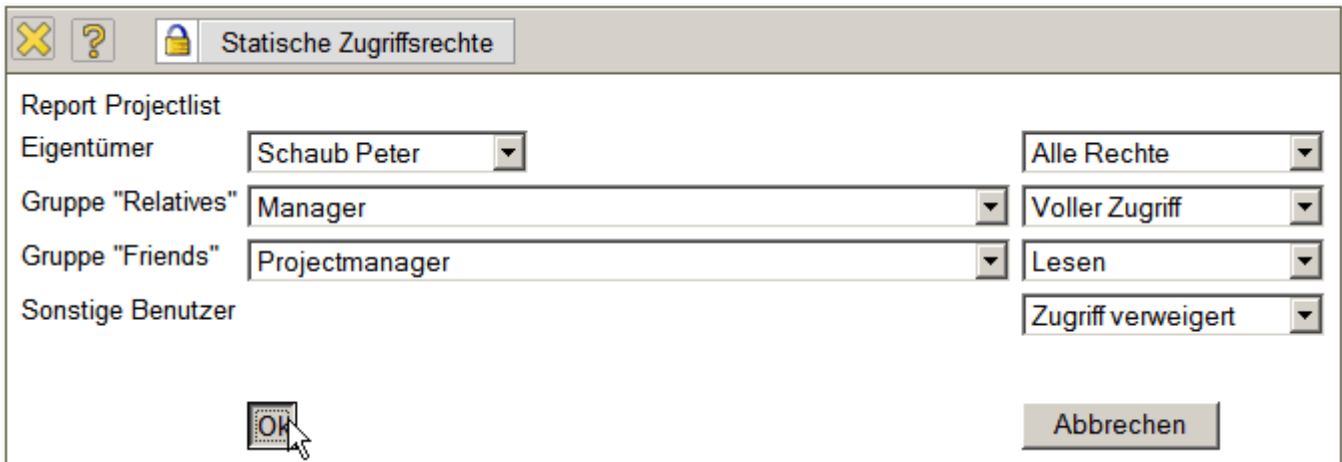 Statische Zugriffsrechte
Report Projectlist
Eigentümer Schaub Peter Alle Rechte
Gruppe "Relatives" Manager Voller Zugriff
Gruppe "Friends" Projectmanager Lesen
Sonstige Benutzer Zugriff verweigert
Ok Abbrechen